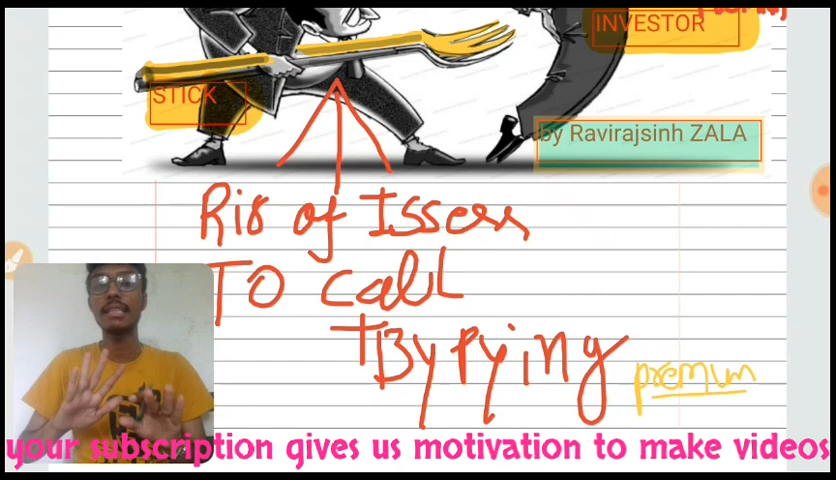 INVESTOR
STICK
by Ravirajsinh ZALA
Ris of Issers
TO call
+Bypying
premum
your subscription gives us motivation to make videos